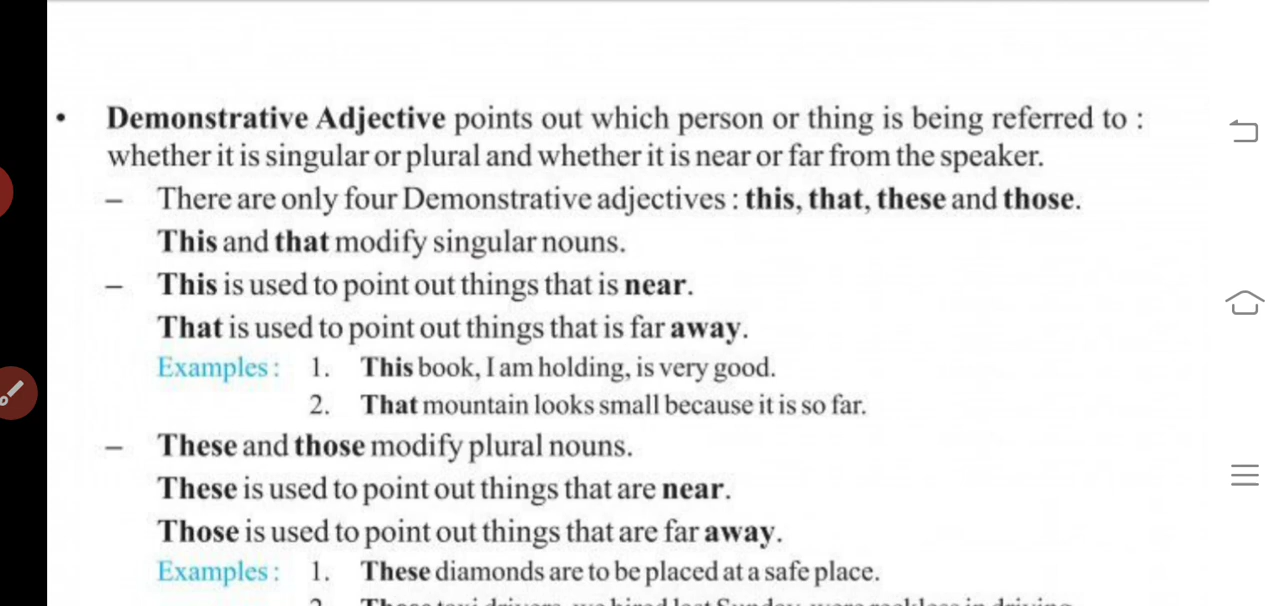 • Demonstrative Adjective points out which person or thing is being referred to :
whether it is singular or plural and whether it is near or far from the speaker.
– There are only four Demonstrative adjectives : this, that, these and those.
This and that modify singular nouns.
– This is used to point out things that is near.
That is used to point out things that is far away.
Examples : 1. This book, I am holding, is very good.
2. That mountain looks small because it is so far.
– These and those modify plural nouns.
These is used to point out things that are near.
Those is used to point out things that are far away.
Examples : 1. These diamonds are to be placed at a safe place.